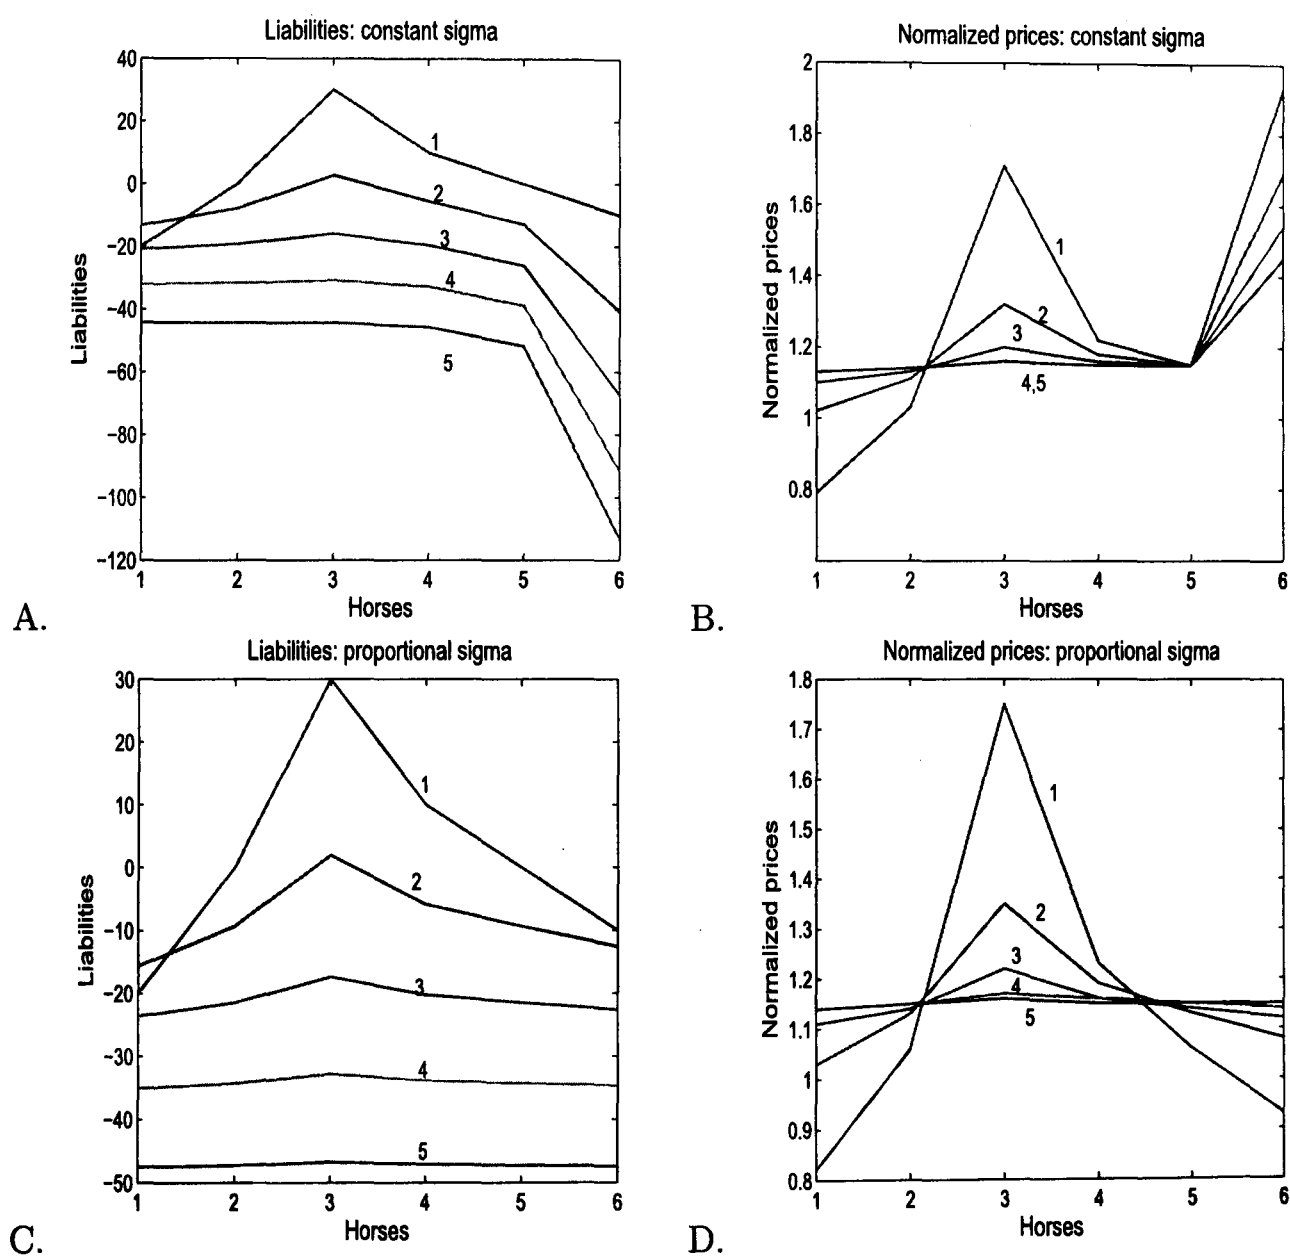 Liabilities: constant sigma
40
20
0
−20
−40
−60
−80
−100
−120
Liabilities
1
2
3
4
5
1 2 3 4 5 6
Horses
A.
Normalized prices: constant sigma
2
1.8
1.6
1.4
1.2
1
0.8
Normalized prices
1
2
3
4,5
1 2 3 4 5 6
Horses
B.
Liabilities: proportional sigma
30
20
10
0
−10
−20
−30
−40
−50
Liabilities
1
2
3
4
5
1 2 3 4 5 6
Horses
C.
Normalized prices: proportional sigma
1.8
1.7
1.6
1.5
1.4
1.3
1.2
1.1
1
0.9
0.8
Normalized prices
1
2
3
4
5
1 2 3 4 5 6
Horses
D.